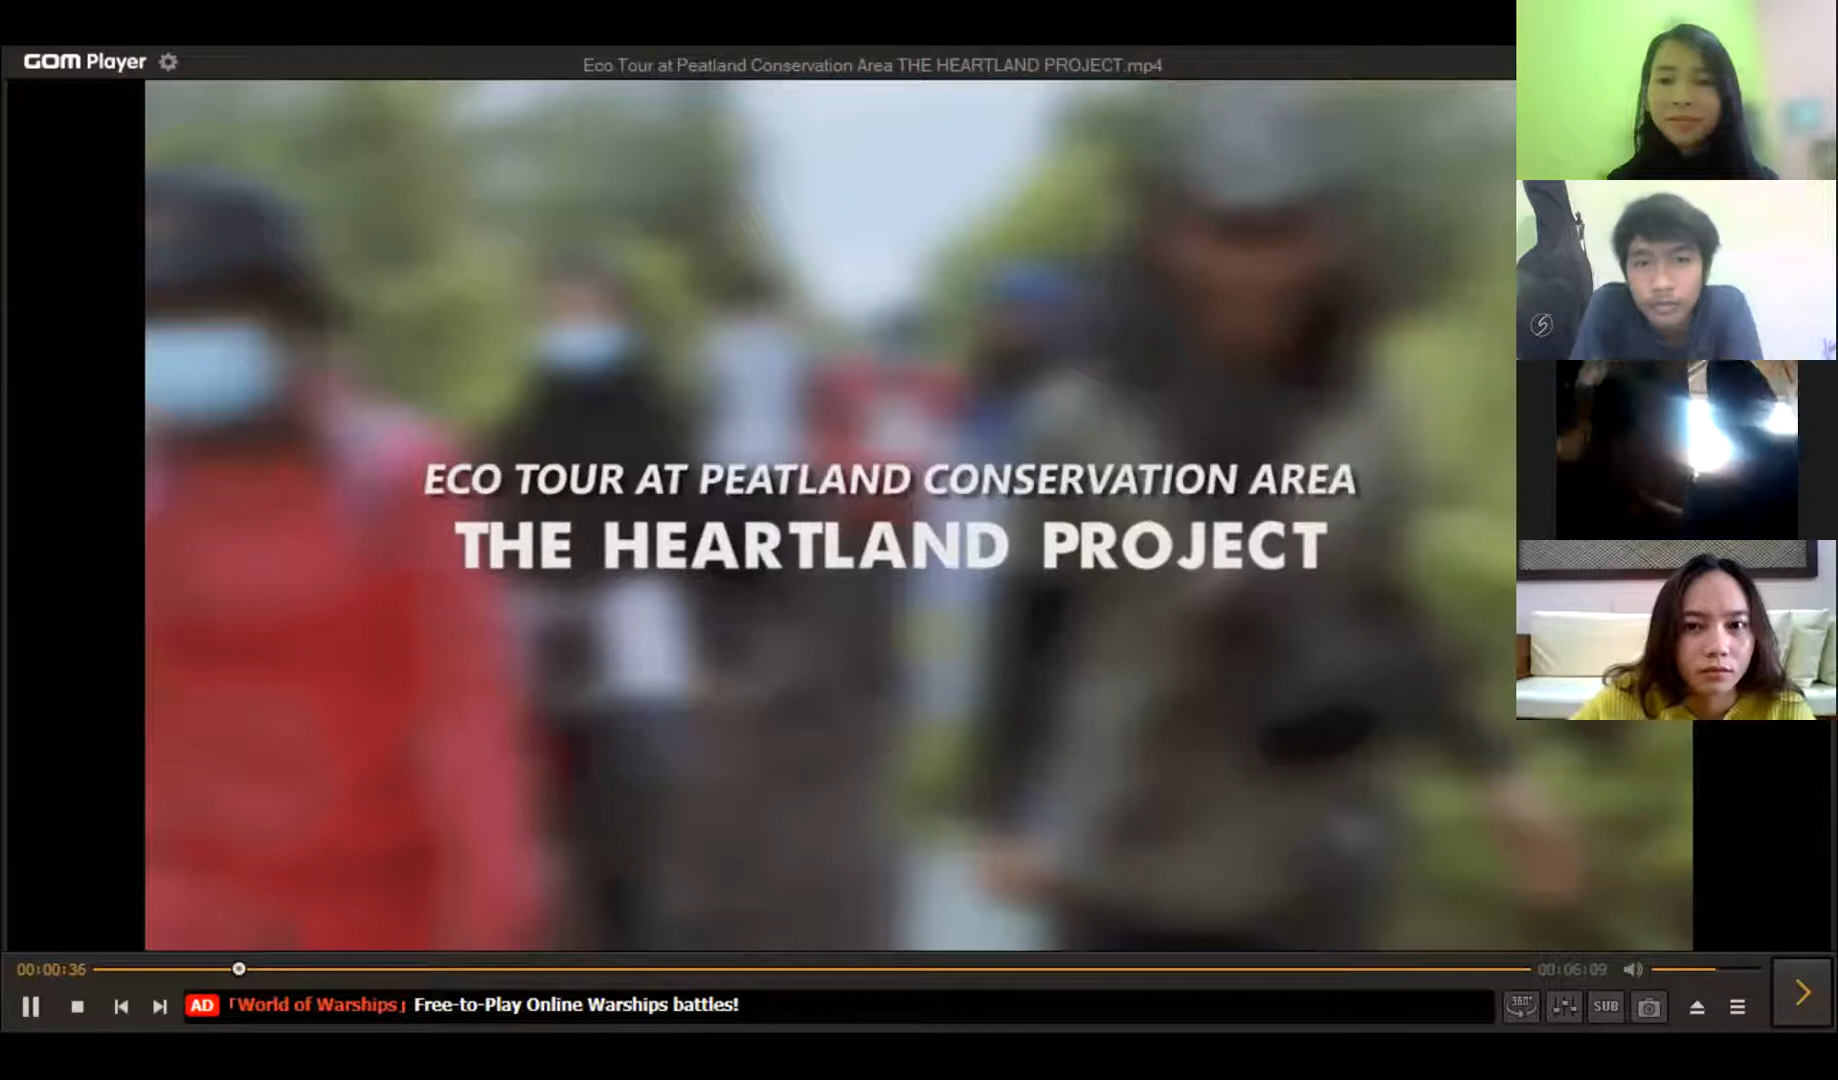 GOM Player
Eco Tour at Peatland Conservation Area THE HEARTLAND PROJECT.mp4
ECO TOUR AT PEATLAND CONSERVATION AREA
THE HEARTLAND PROJECT
00:00:36
00:06:09
AD 「World of Warships」 Free-to-Play Online Warships battles!
360°
SUB